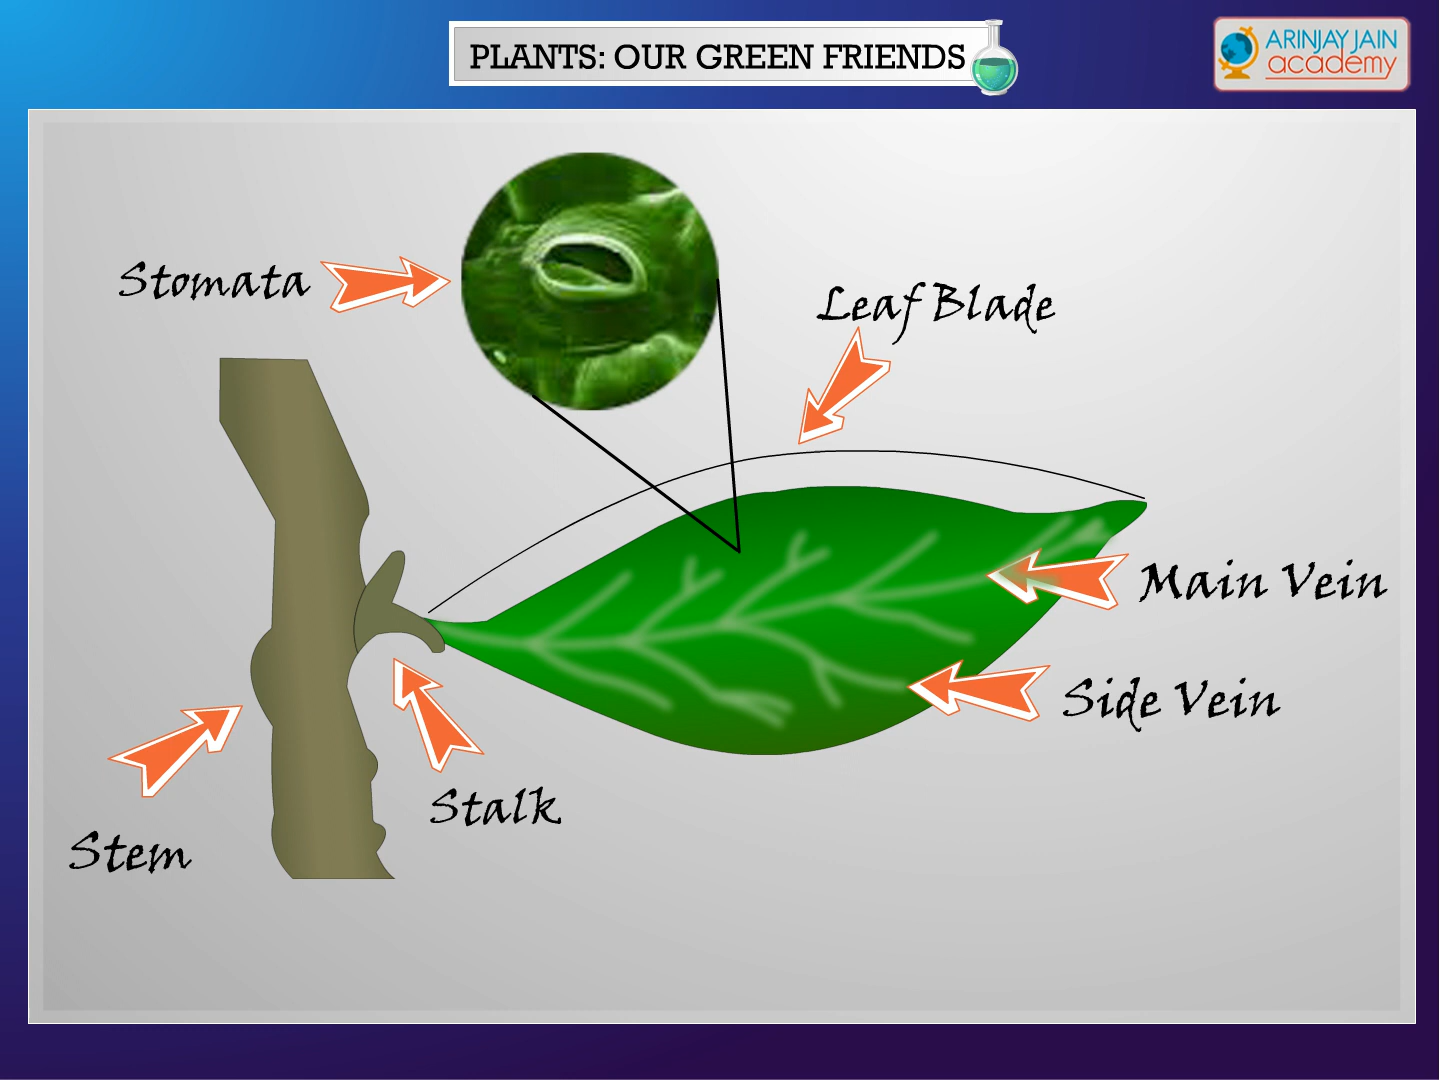 PLANTS: OUR GREEN FRIENDS
ARINJAY JAIN
academy
Stomata
Leaf Blade
Main Vein
Side Vein
Stalk
Stem